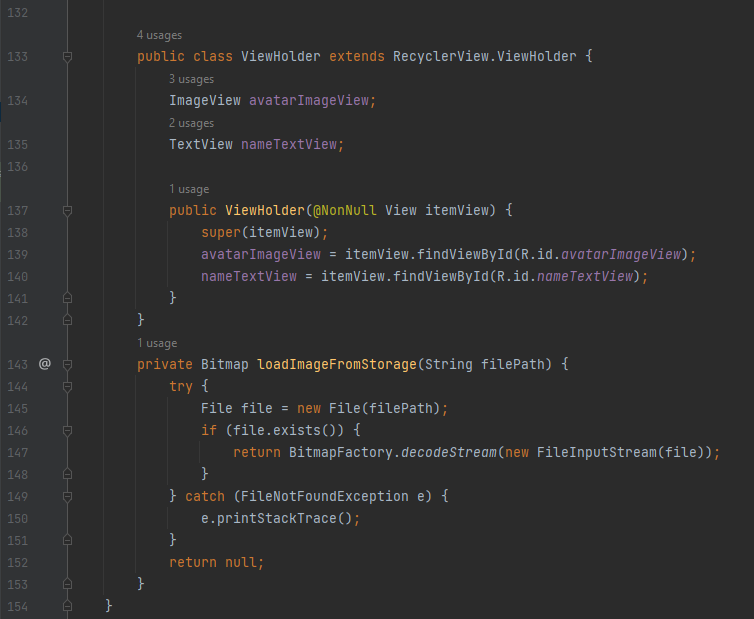 132
4 usages
133 public class ViewHolder extends RecyclerView.ViewHolder {
3 usages
134 ImageView avatarImageView;
2 usages
135 TextView nameTextView;
136
1 usage
137 public ViewHolder(@NonNull View itemView) {
138 super(itemView);
139 avatarImageView = itemView.findViewById(R.id.avatarImageView);
140 nameTextView = itemView.findViewById(R.id.nameTextView);
141 }
142 }
1 usage
143 @ private Bitmap loadImageFromStorage(String filePath) {
144 try {
145 File file = new File(filePath);
146 if (file.exists()) {
147 return BitmapFactory.decodeStream(new FileInputStream(file));
148 }
149 } catch (FileNotFoundException e) {
150 e.printStackTrace();
151 }
152 return null;
153 }
154 }